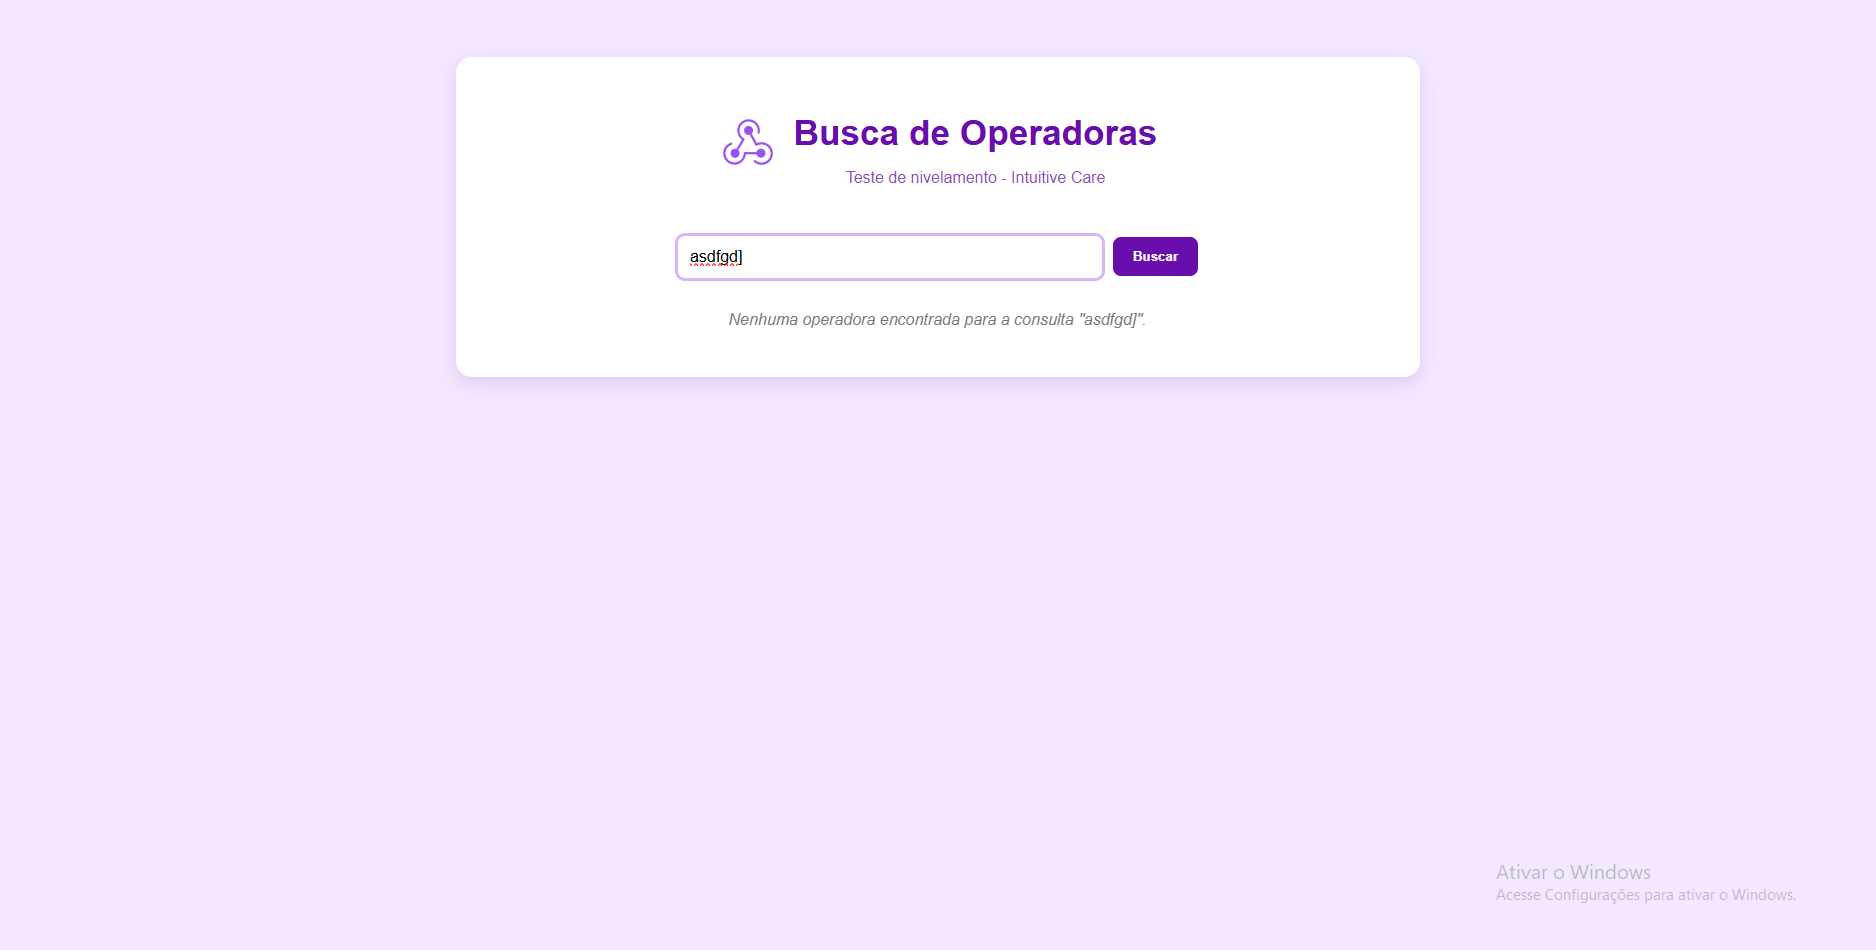 Busca de Operadoras
Teste de nivelamento - Intuitive Care
asdfgd]
Buscar
Nenhuma operadora encontrada para a consulta "asdfgd]".
Ativar o Windows
Acesse Configurações para ativar o Windows.